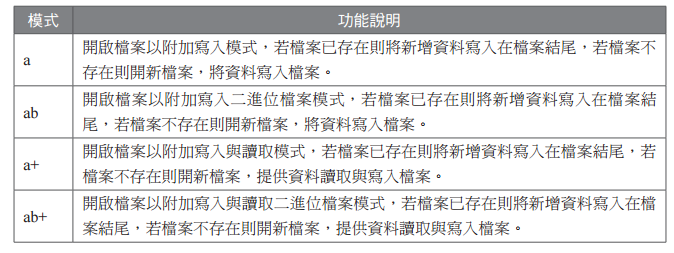 模式 功能說明
a 開啟檔案以附加寫入模式，若檔案已存在則將新增資料寫入在檔案結尾，若檔案不
存在則開新檔案，將資料寫入檔案。
ab 開啟檔案以附加寫入二進位檔案模式，若檔案已存在則將新增資料寫入在檔案結
尾，若檔案不存在則開新檔案，將資料寫入檔案。
a+ 開啟檔案以附加寫入與讀取模式，若檔案已存在則將新增資料寫入在檔案結尾，若
檔案不存在則開新檔案，提供資料讀取與寫入檔案。
ab+ 開啟檔案以附加寫入與讀取二進位檔案模式，若檔案已存在則將新增資料寫入在檔
案結尾，若檔案不存在則開新檔案，提供資料讀取與寫入檔案。